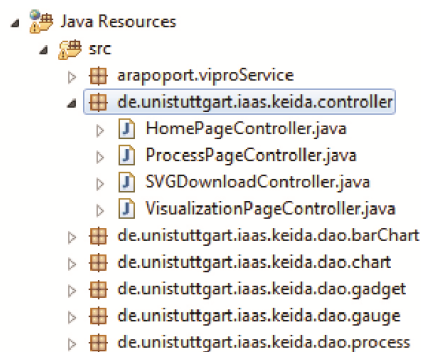 Java Resources
src
arapoport.viproService
de.unistuttgart.iaas.keida.controller
HomePageController.java
ProcessPageController.java
SVGDownloadController.java
VisualizationPageController.java
de.unistuttgart.iaas.keida.dao.barChart
de.unistuttgart.iaas.keida.dao.chart
de.unistuttgart.iaas.keida.dao.gadget
de.unistuttgart.iaas.keida.dao.gauge
de.unistuttgart.iaas.keida.dao.process